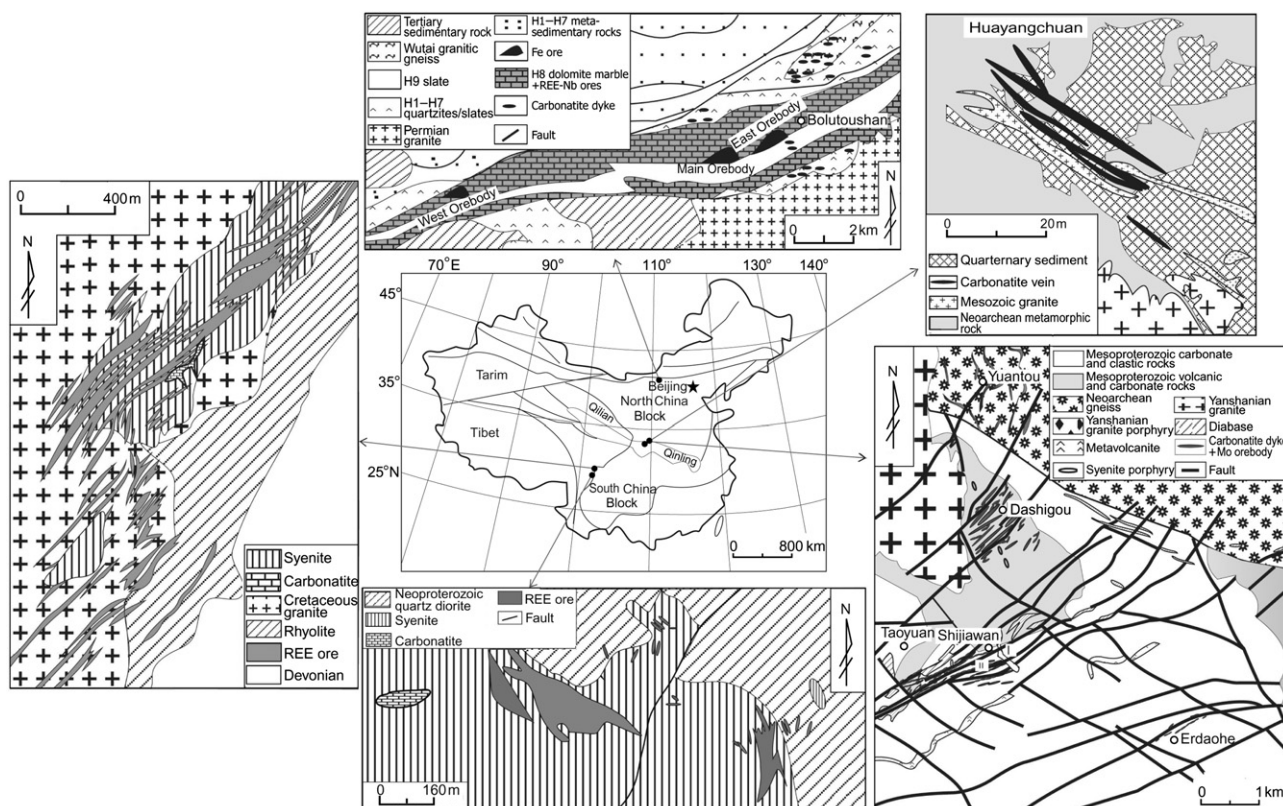 Tertiary
sedimentary rock
Wutai granitic
gneiss
H9 slate
H1–H7
quartzites/slates
Permian
granite
H1–H7 meta-
sedimentary rocks
Fe ore
H8 dolomite marble
+REE-Nb ores
Carbonatite dyke
Fault
East Orebody
Bolutoushan
Main Orebody
West Orebody
N
0 2 km
Huayangchuan
N
0 20 m
Quarternary sediment
Carbonatite vein
Mesozoic granite
Neoarchean metamorphic
rock
0 400 m
N
Syenite
Carbonatite
Cretaceous
granite
Rhyolite
REE ore
Devonian
70°E 90° 110° 130° 140°
45°
35°
25°N
Tarim
Beijing
North China
Block
Qilian
Tibet
Qinling
South China
Block
0 800 km
Neoproterozoic
quartz diorite
Syenite
Carbonatite
REE ore
Fault
N
0 160 m
Mesoproterozoic carbonate
and clastic rocks
Mesoproterozoic volcanic
and carbonate rocks
Neoarchean
gneiss
Yanshanian
granite porphyry
Metavolcanite
Syenite porphyry
Yanshanian
granite
Diabase
Carbonatite dyke
+Mo orebody
Fault
N
Yuantou
Dashigou
Taoyuan
Shijiawan
I
II
Erdaohe
0 1 km